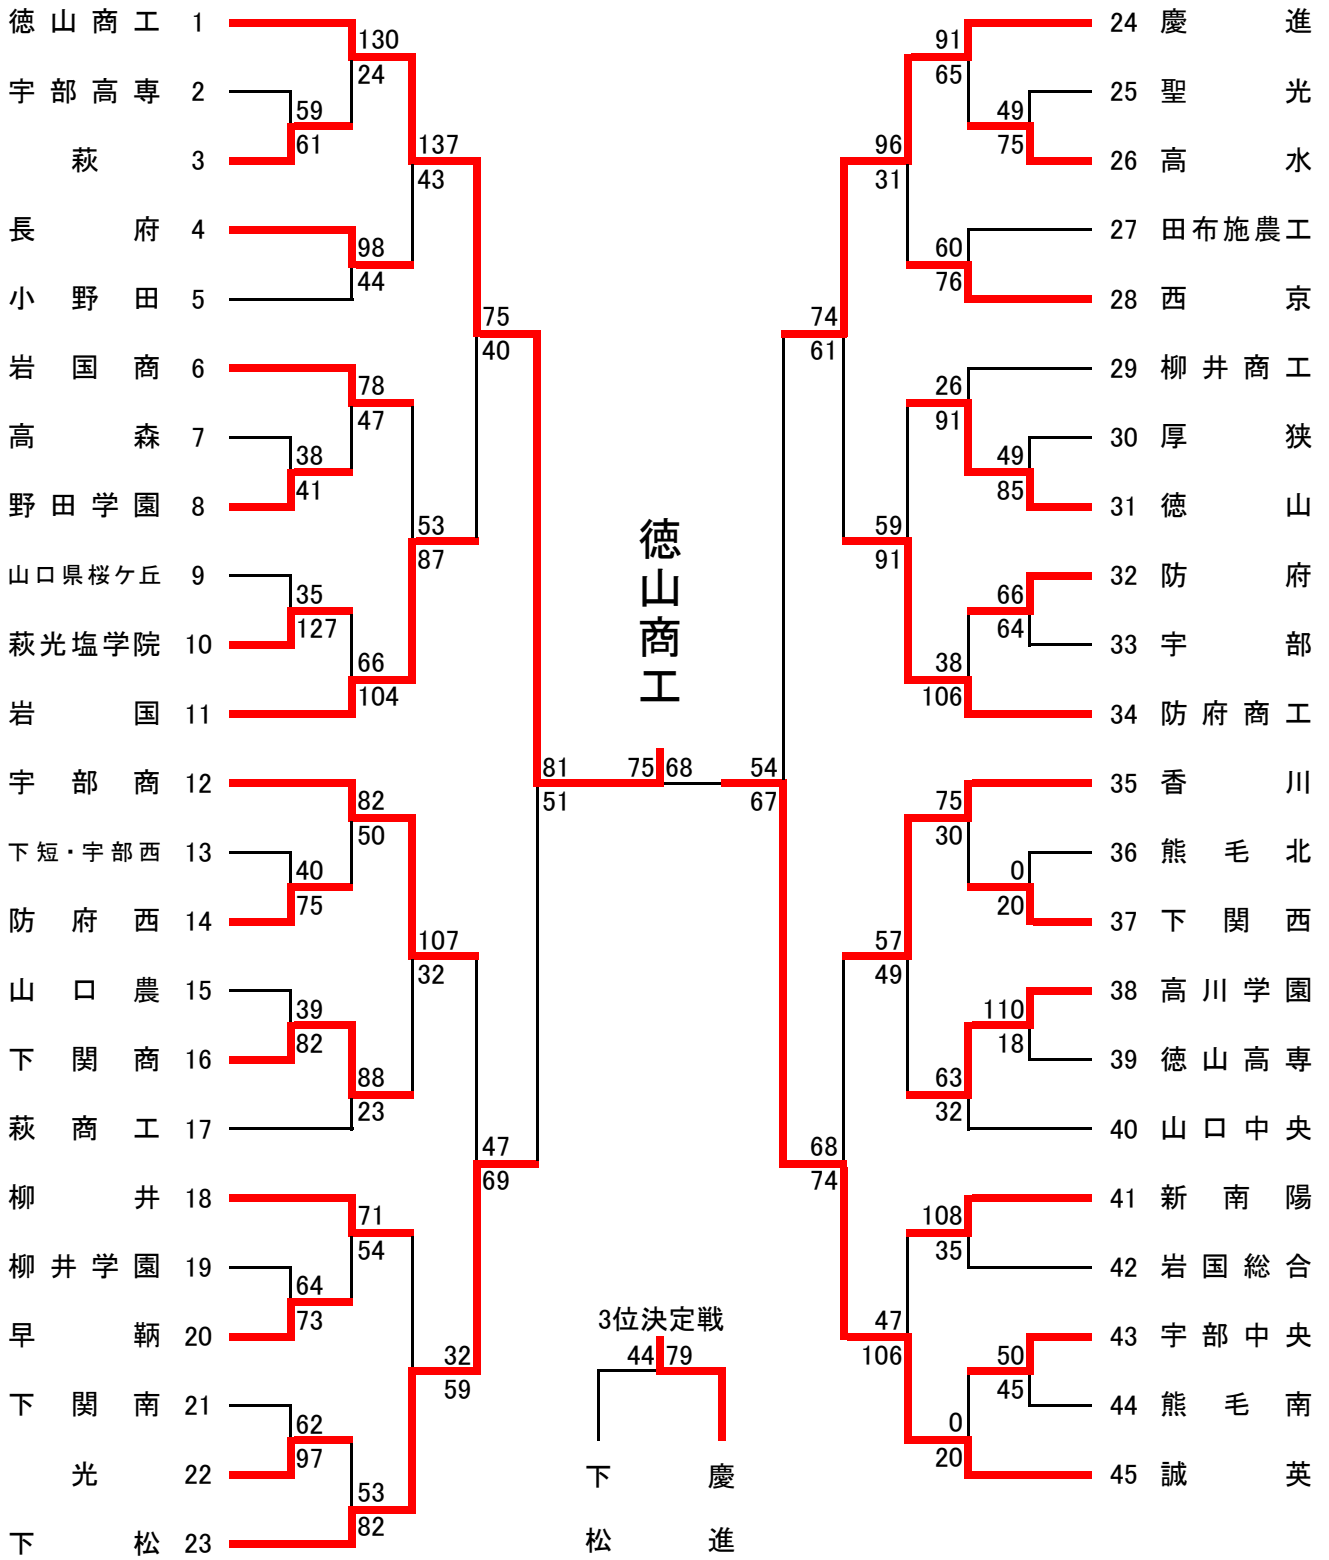 徳山商工 1
宇部高専 2
萩 3
長府 4
小野田 5
岩国商 6
高森 7
野田学園 8
山口県桜ケ丘 9
萩光塩学院 10
岩国 11
宇部商 12
下短・宇部西 13
防府西 14
山口農 15
下関商 16
萩商工 17
柳井 18
柳井学園 19
早鞆 20
下関南 21
光 22
下松 23
130
24
59
61
137
43
98
44
75
40
78
47
38
41
53
87
35
127
66
104
81
51
82
50
40
75
107
32
39
82
88
23
47
69
71
54
64
73
32
59
62
97
53
82
徳山商工
75 68
3位決定戦
44 79
下松
慶進
91
65
49
75
96
31
60
76
74
61
26
91
49
85
59
91
66
64
38
106
54
67
75
30
0
20
57
49
110
18
63
32
68
74
108
35
47
106
50
45
0
20
24 慶進
25 聖光
26 高水
27 田布施農工
28 西京
29 柳井商工
30 厚狭
31 徳山
32 防府
33 宇部
34 防府商工
35 香川
36 熊毛北
37 下関西
38 高川学園
39 徳山高専
40 山口中央
41 新南陽
42 岩国総合
43 宇部中央
44 熊毛南
45 誠英